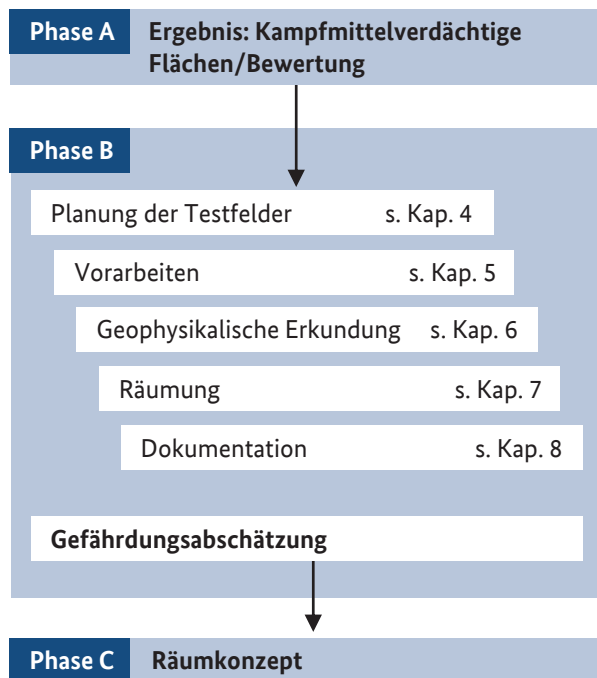 Phase A Ergebnis: Kampfmittelverdächtige
Flächen/Bewertung
Phase B
Planung der Testfelder s. Kap. 4
Vorarbeiten s. Kap. 5
Geophysikalische Erkundung s. Kap. 6
Räumung s. Kap. 7
Dokumentation s. Kap. 8
Gefährdungsabschätzung
Phase C Räumkonzept